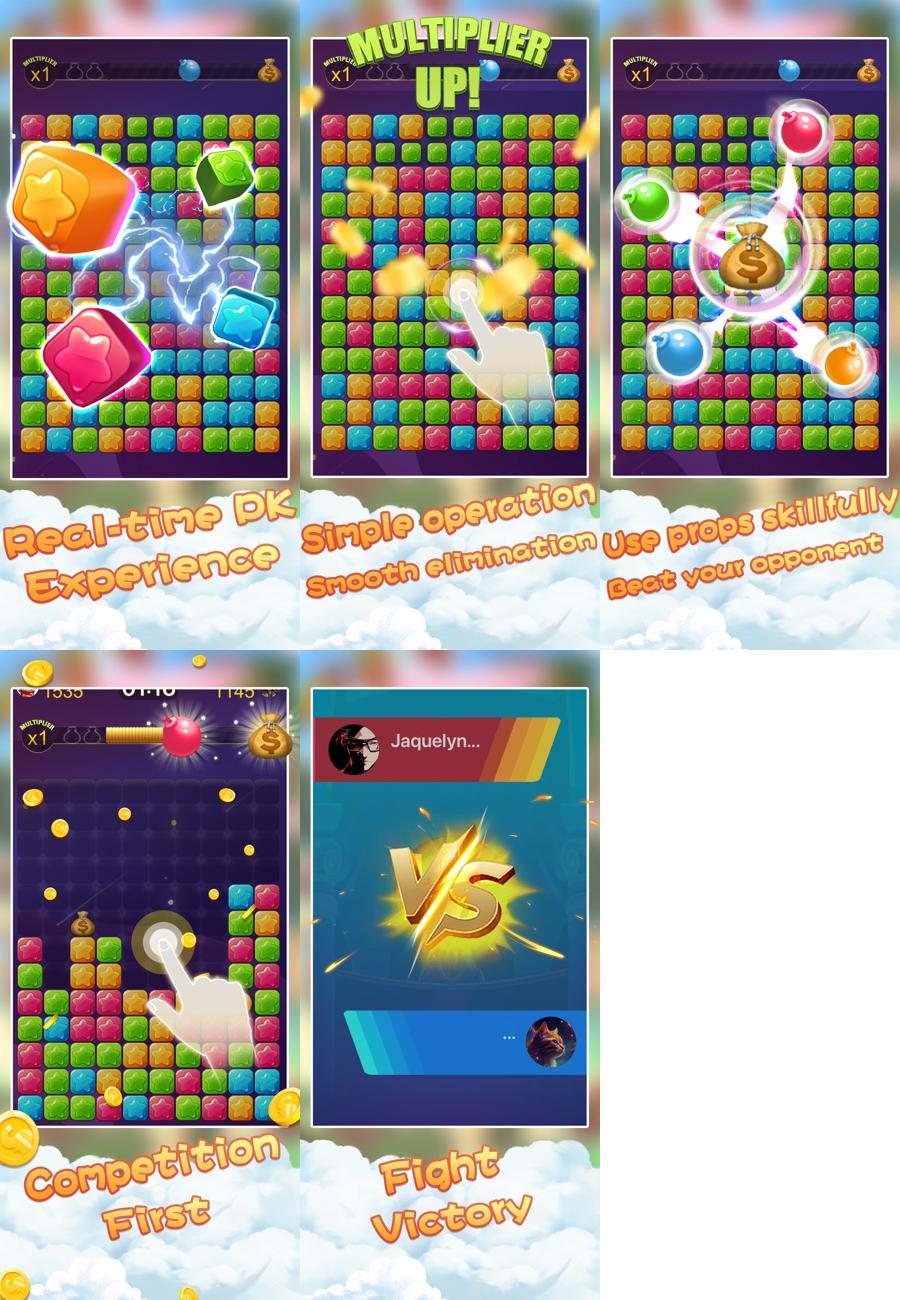 MULTIPLIER
x1
Real-time PK
Experience
MULTIPLIER
UP!
x1
Simple operation
Smooth elimination
MULTIPLIER
x1
Use props skillfully
Beat your opponent
1535
01:16
1145
MULTIPLIER
x1
Competition
First
Jaquelyn...
VS
...
Fight
Victory